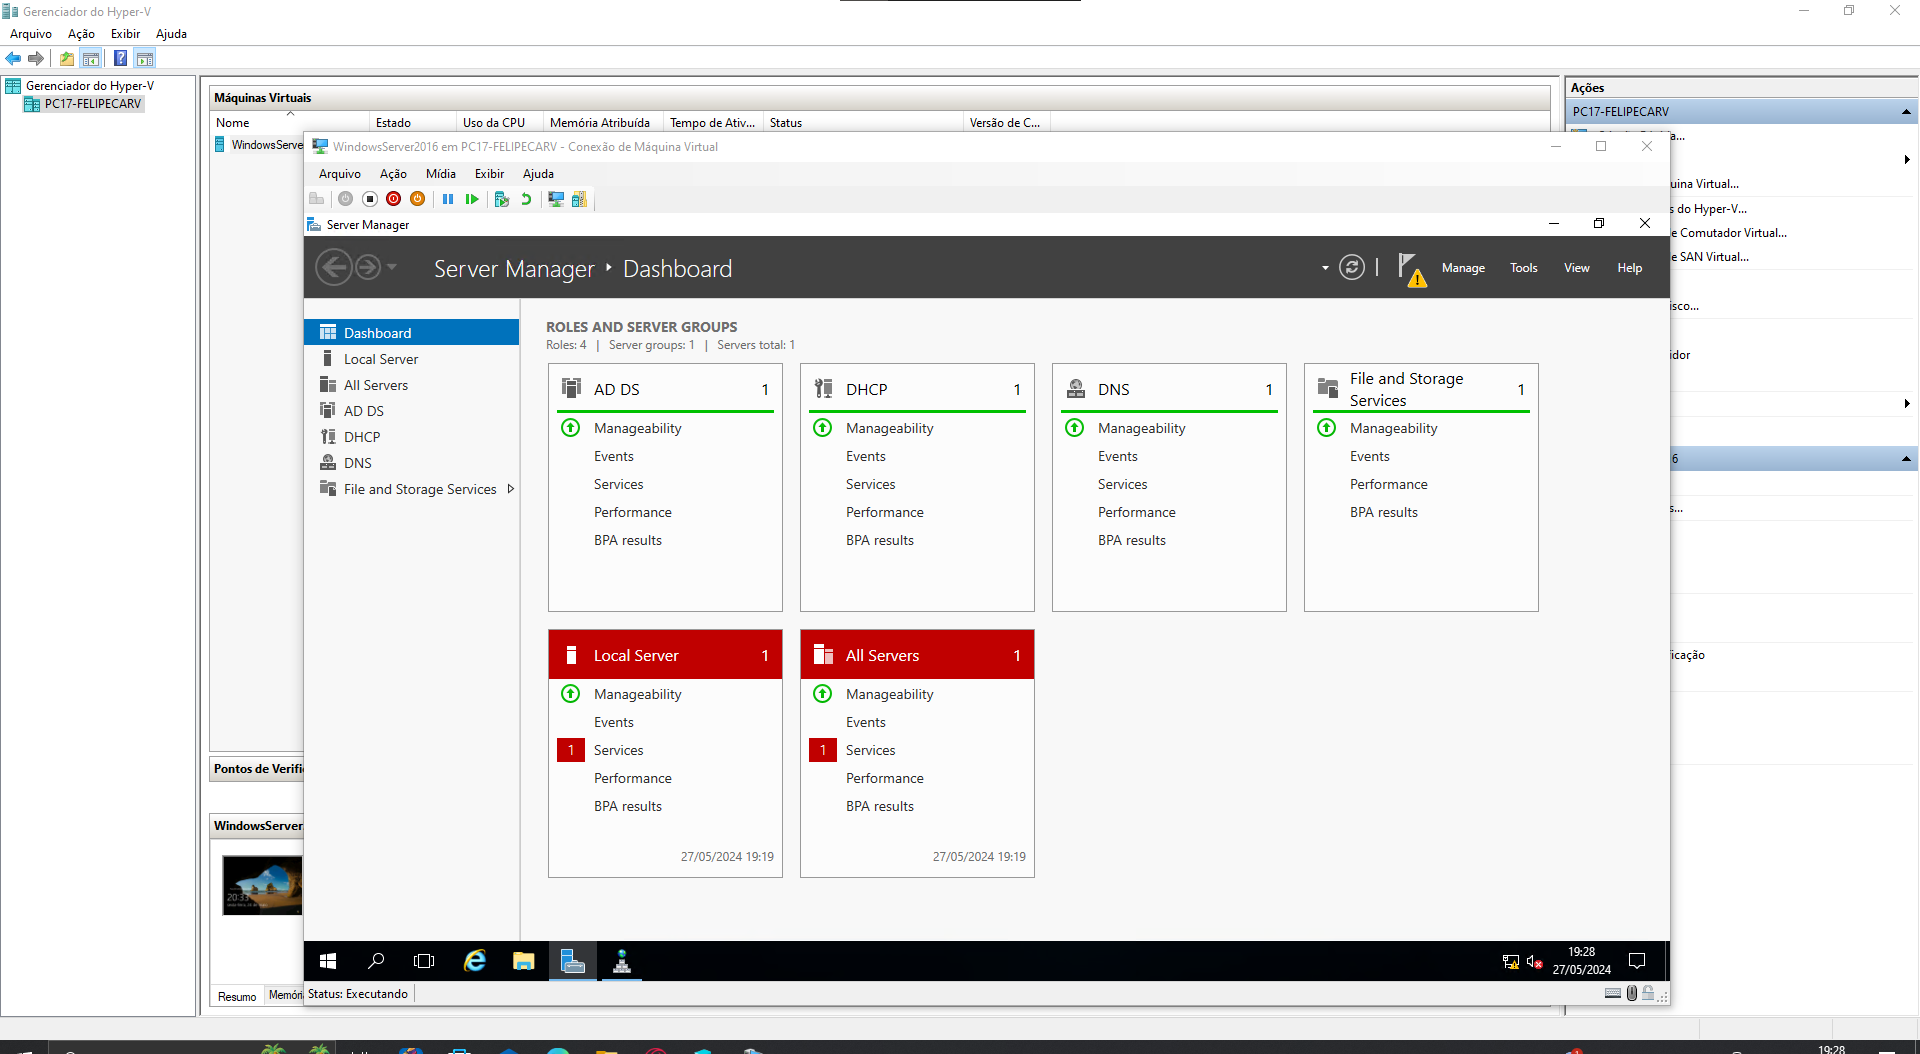 Gerenciador do Hyper-V
Arquivo Ação Exibir Ajuda
Gerenciador do Hyper-V
PC17-FELIPECARV
Máquinas Virtuais
Nome Estado Uso da CPU Memória Atribuída Tempo de Ativ... Status Versão de C...
WindowsServe
Ações
PC17-FELIPECARV
a...
uina Virtual...
s do Hyper-V...
e Comutador Virtual...
e SAN Virtual...
isco...
idor
6
s...
icação
WindowsServer2016 em PC17-FELIPECARV - Conexão de Máquina Virtual
Arquivo Ação Mídia Exibir Ajuda
Server Manager
Server Manager Dashboard
Manage Tools View Help
Dashboard
Local Server
All Servers
AD DS
DHCP
DNS
File and Storage Services
ROLES AND SERVER GROUPS
Roles: 4 | Server groups: 1 | Servers total: 1
AD DS 1
Manageability
Events
Services
Performance
BPA results
DHCP 1
Manageability
Events
Services
Performance
BPA results
DNS 1
Manageability
Events
Services
Performance
BPA results
File and Storage
Services 1
Manageability
Events
Performance
BPA results
Local Server 1
Manageability
Events
1 Services
Performance
BPA results
27/05/2024 19:19
All Servers 1
Manageability
Events
1 Services
Performance
BPA results
27/05/2024 19:19
Pontos de Verifi
WindowsServer
20:33
Resumo Memóri
19:28
27/05/2024
Status: Executando
19:28